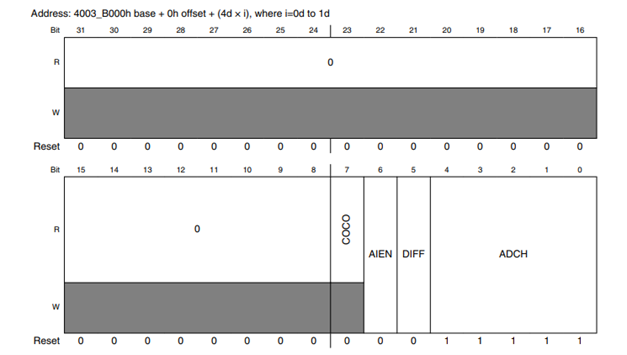 Address: 4003_B000h base + 0h offset + (4d × i), where i=0d to 1d
Bit 31 30 29 28 27 26 25 24 23 22 21 20 19 18 17 16
R 0
W
Reset 0 0 0 0 0 0 0 0 0 0 0 0 0 0 0 0
Bit 15 14 13 12 11 10 9 8 7 6 5 4 3 2 1 0
R 0 COCO AIEN DIFF ADCH
W
Reset 0 0 0 0 0 0 0 0 0 0 0 1 1 1 1 1